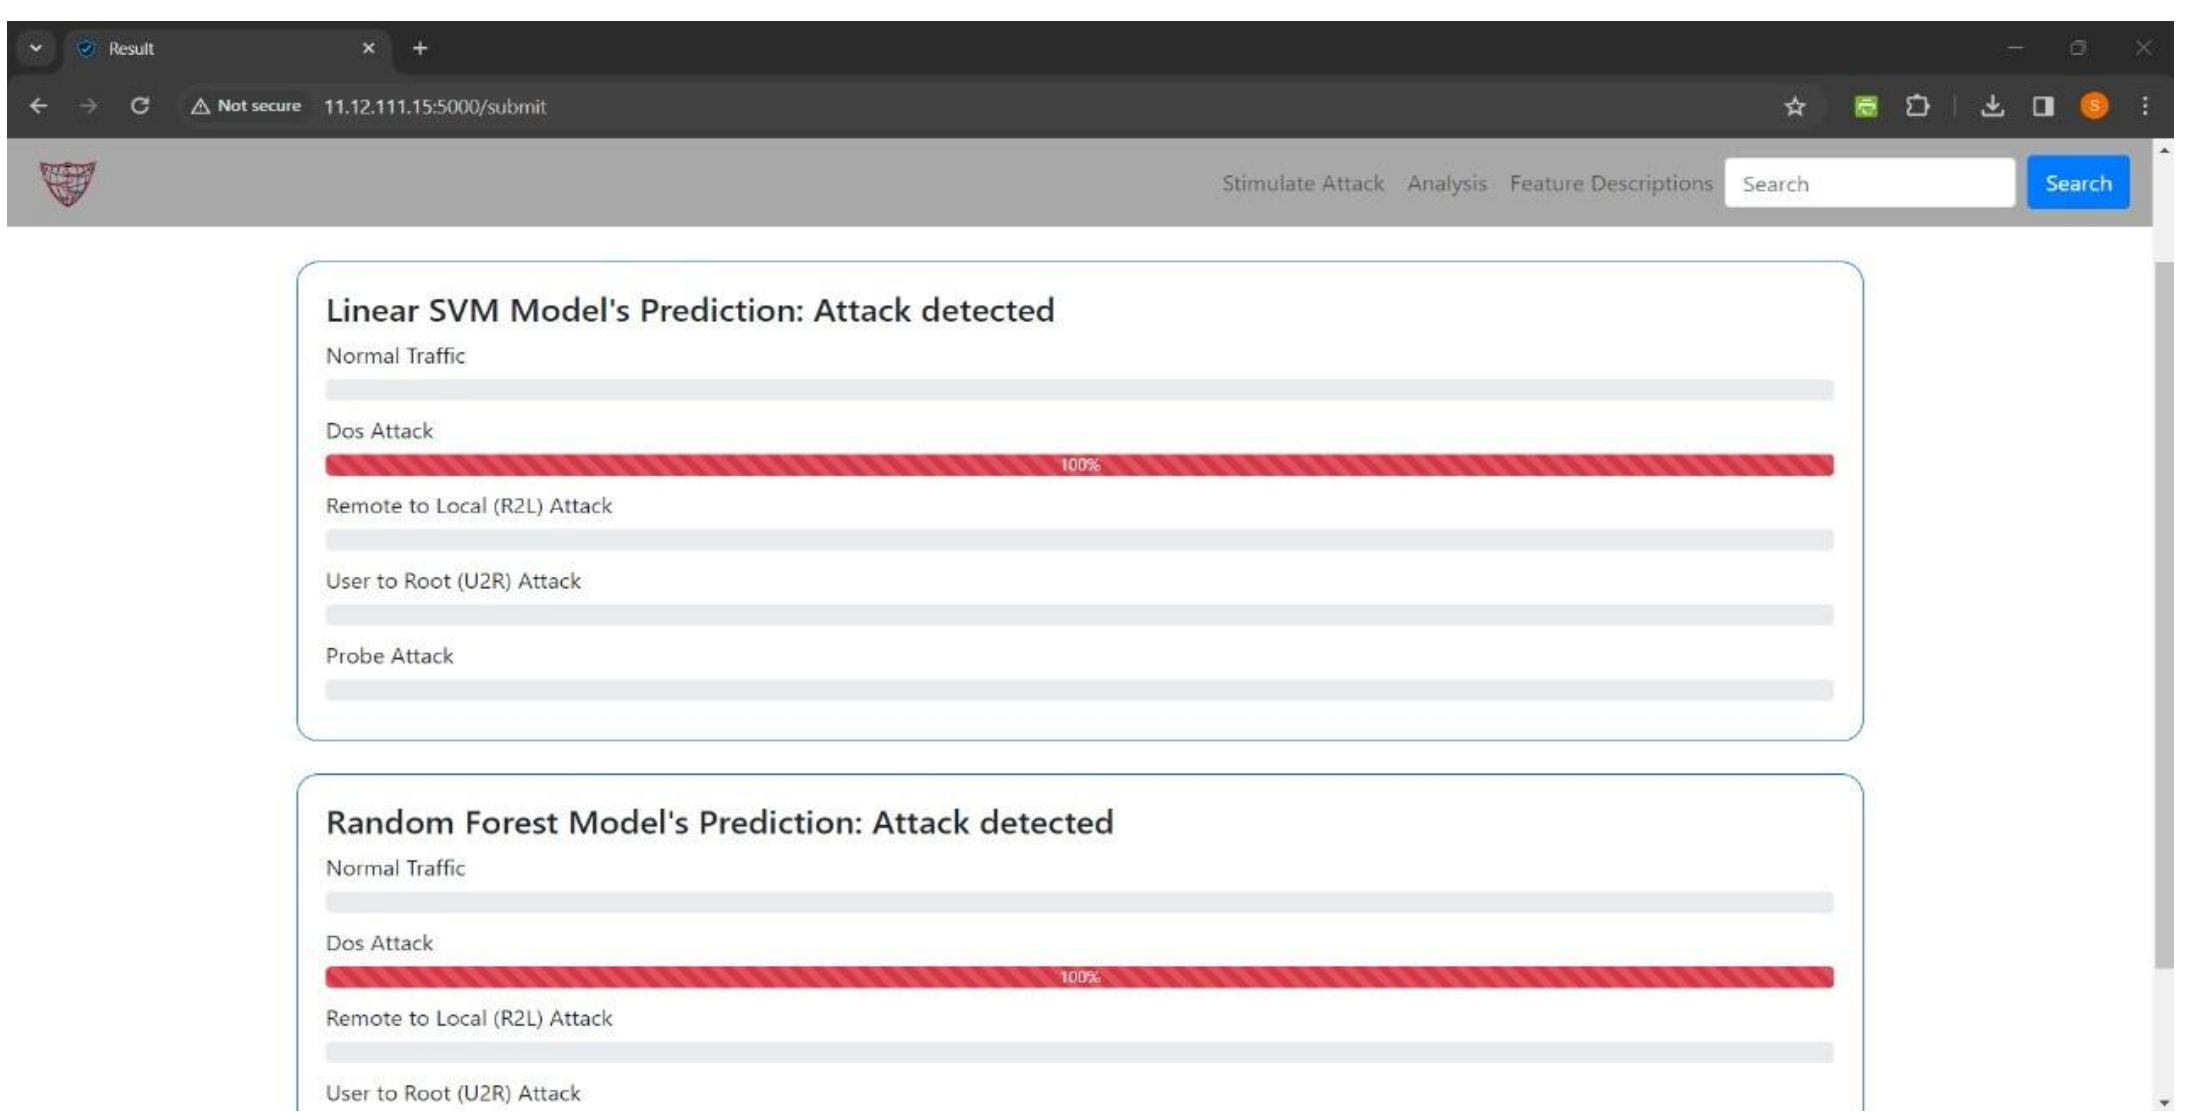 Result
Not secure 11.12.111.15:5000/submit
S
Stimulate Attack Analysis Feature Descriptions Search Search
Linear SVM Model's Prediction: Attack detected
Normal Traffic
Dos Attack
100%
Remote to Local (R2L) Attack
User to Root (U2R) Attack
Probe Attack
Random Forest Model's Prediction: Attack detected
Normal Traffic
Dos Attack
100%
Remote to Local (R2L) Attack
User to Root (U2R) Attack